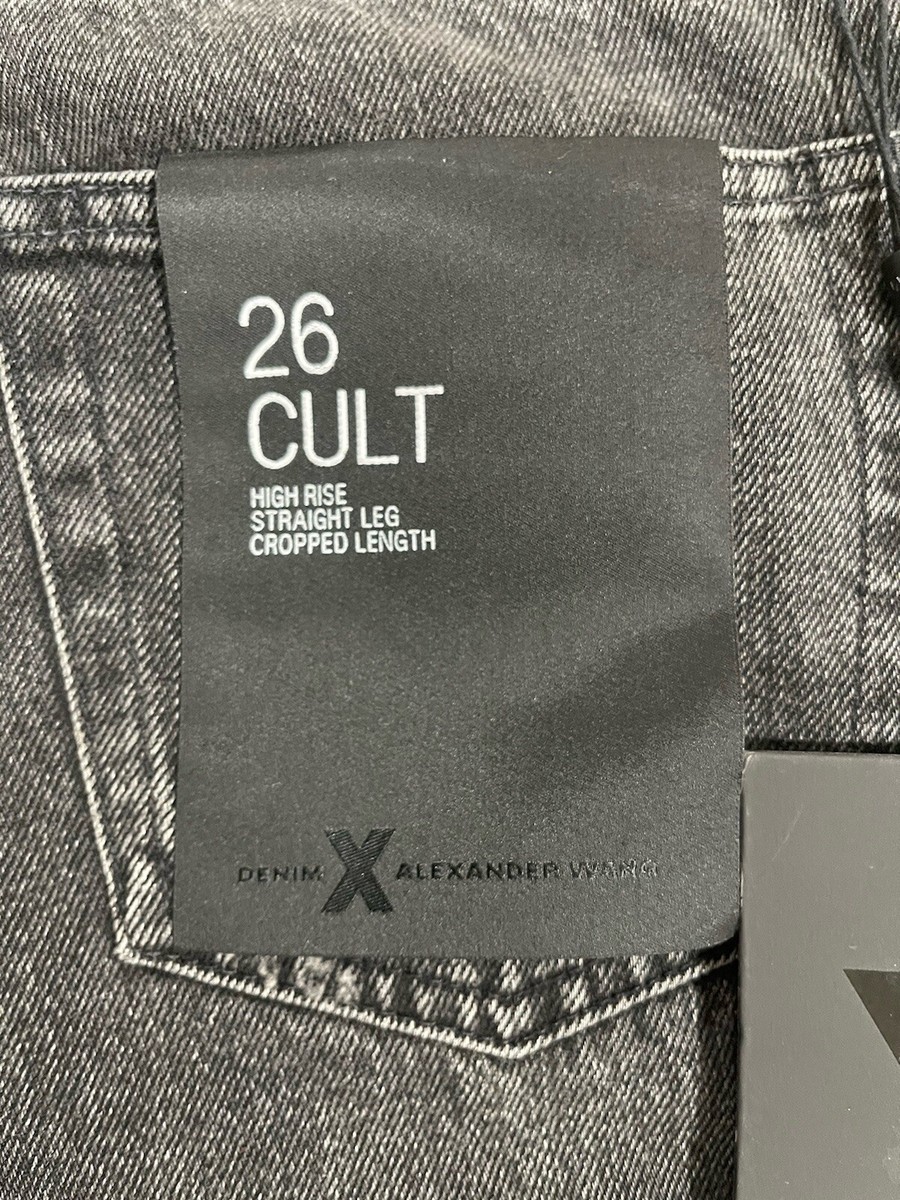 26
CULT
HIGH RISE
STRAIGHT LEG
CROPPED LENGTH
DENIM X ALEXANDER WANG